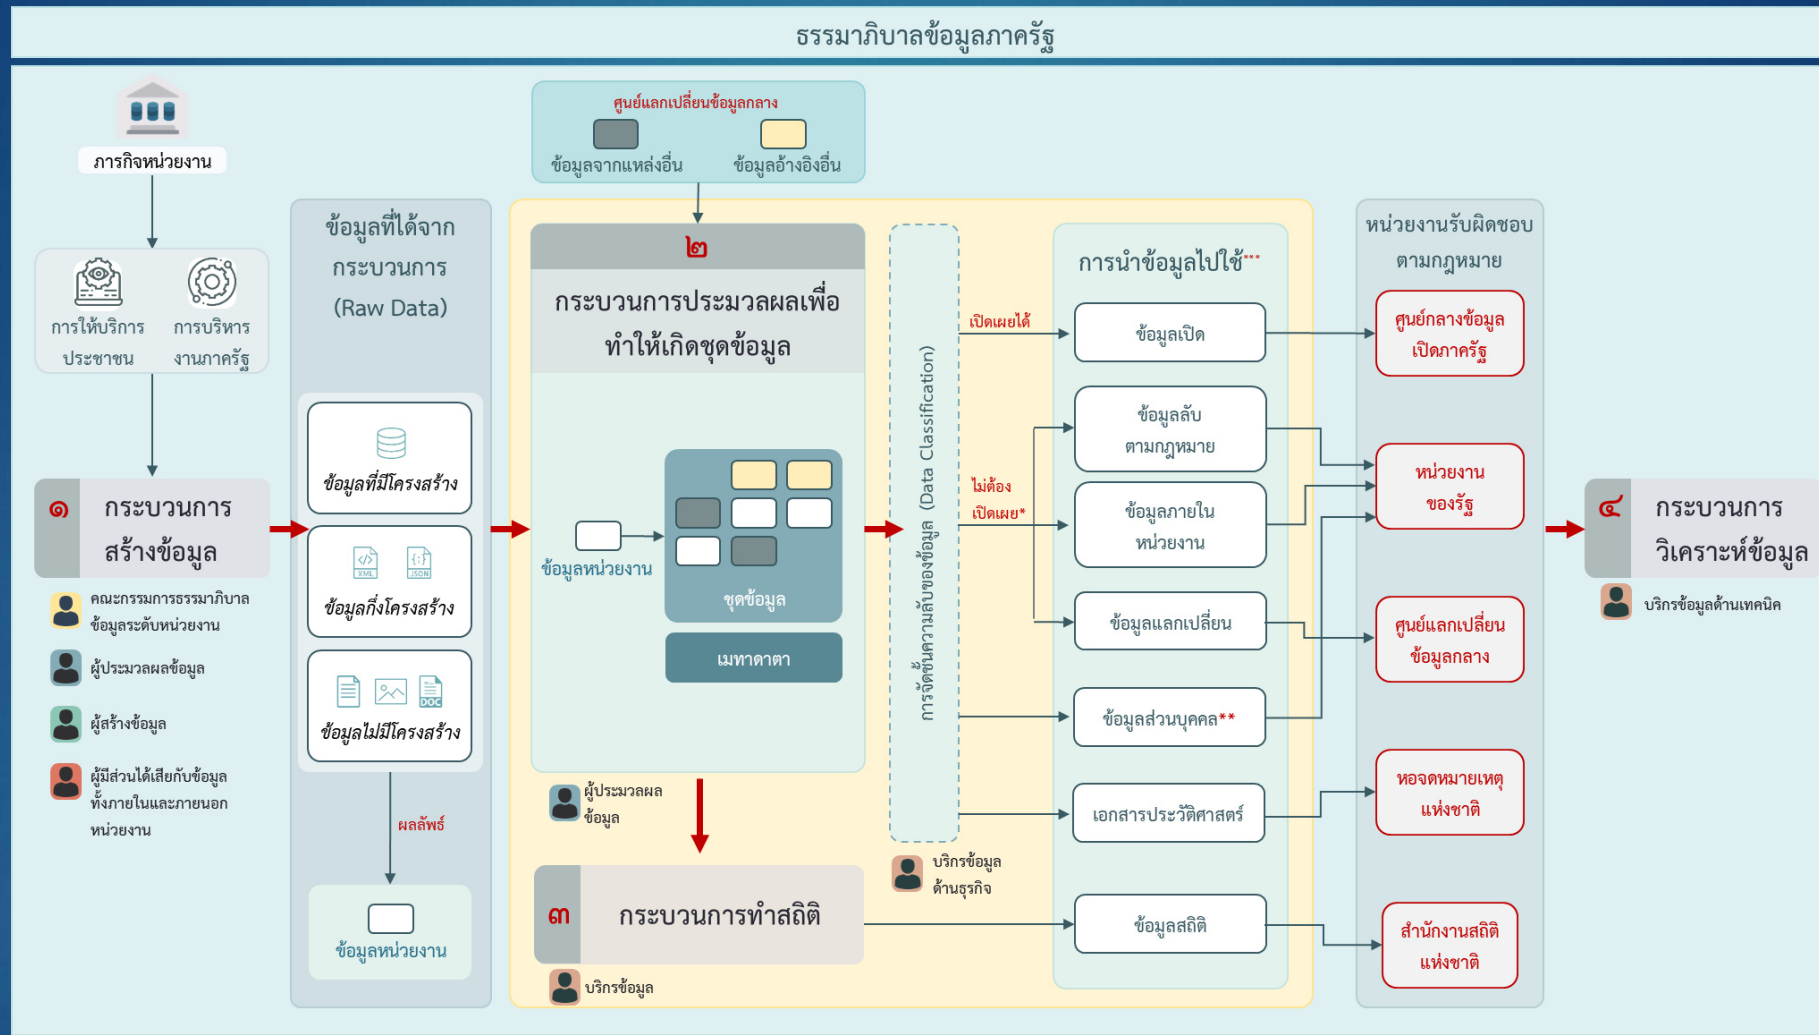 ธรรมาภิบาลข้อมูลภาครัฐ
ภารกิจหน่วยงาน
การให้บริการ
ประชาชน
การบริหาร
งานภาครัฐ
๑
กระบวนการ
สร้างข้อมูล
คณะกรรมการธรรมาภิบาล
ข้อมูลระดับหน่วยงาน
ผู้ประมวลผลข้อมูล
ผู้สร้างข้อมูล
ผู้มีส่วนได้เสียกับข้อมูล
ทั้งภายในและภายนอก
หน่วยงาน
ข้อมูลที่ได้จาก
กระบวนการ
(Raw Data)
ข้อมูลที่มีโครงสร้าง
XML
JSON
ข้อมูลกึ่งโครงสร้าง
DOC
ข้อมูลไม่มีโครงสร้าง
ผลลัพธ์
ข้อมูลหน่วยงาน
ศูนย์แลกเปลี่ยนข้อมูลกลาง
ข้อมูลจากแหล่งอื่น
ข้อมูลอ้างอิงอื่น
๒
กระบวนการประมวลผลเพื่อ
ทำให้เกิดชุดข้อมูล
ข้อมูลหน่วยงาน
ชุดข้อมูล
เมทาดาตา
ผู้ประมวลผล
ข้อมูล
๓
กระบวนการทำสถิติ
บริกรข้อมูล
การจัดชั้นความลับของข้อมูล (Data Classification)
บริกรข้อมูล
ด้านธุรกิจ
เปิดเผยได้
ไม่ต้อง
เปิดเผย*
การนำข้อมูลไปใช้***
ข้อมูลเปิด
ข้อมูลลับ
ตามกฎหมาย
ข้อมูลภายใน
หน่วยงาน
ข้อมูลแลกเปลี่ยน
ข้อมูลส่วนบุคคล**
เอกสารประวัติศาสตร์
ข้อมูลสถิติ
หน่วยงานรับผิดชอบ
ตามกฎหมาย
ศูนย์กลางข้อมูล
เปิดภาครัฐ
หน่วยงาน
ของรัฐ
ศูนย์แลกเปลี่ยน
ข้อมูลกลาง
หอจดหมายเหตุ
แห่งชาติ
สำนักงานสถิติ
แห่งชาติ
๔
กระบวนการ
วิเคราะห์ข้อมูล
บริกรข้อมูลด้านเทคนิค